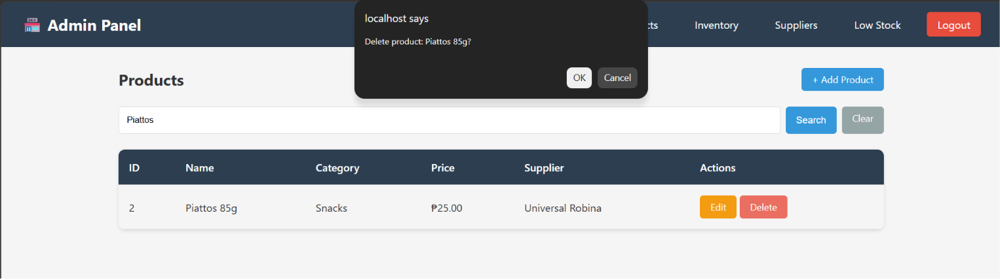 24 H
Admin Panel
localhost says
Delete product: Piattos 85g?
OK Cancel
cts Inventory Suppliers Low Stock Logout
Products
+ Add Product
Piattos
Search Clear
ID Name Category Price Supplier Actions
2 Piattos 85g Snacks ₱25.00 Universal Robina Edit Delete